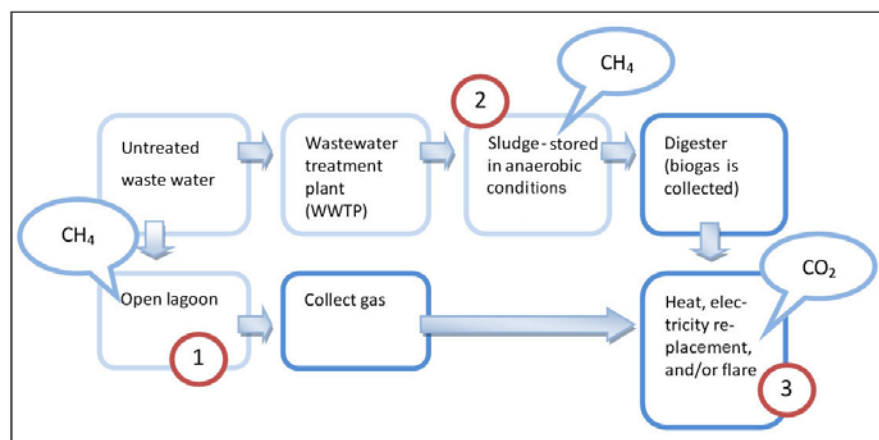 CH₄
2
Untreated
waste water
Wastewater
treatment
plant
(WWTP)
Sludge - stored
in anaerobic
conditions
Digester
(biogas is
collected)
CH₄
CO₂
Open lagoon
Collect gas
Heat, elec-
tricity re-
placement,
and/or flare
1
3